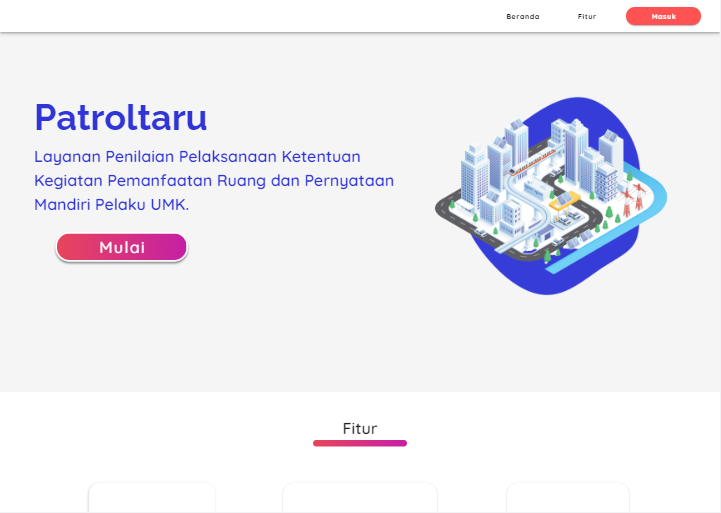 Beranda Fitur Masuk
Patroltaru
Layanan Penilaian Pelaksanaan Ketentuan
Kegiatan Pemanfaatan Ruang dan Pernyataan
Mandiri Pelaku UMK.
Mulai
Fitur